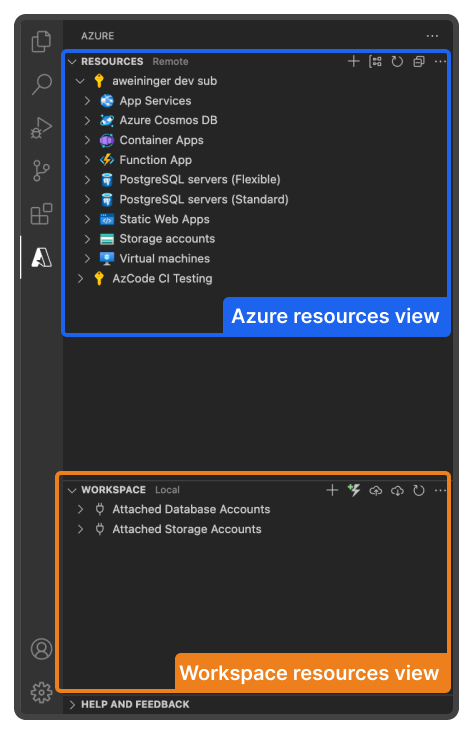 AZURE
RESOURCES Remote
aweininger dev sub
App Services
Azure Cosmos DB
Container Apps
Function App
PostgreSQL servers (Flexible)
PostgreSQL servers (Standard)
Static Web Apps
Storage accounts
Virtual machines
AzCode CI Testing
Azure resources view
WORKSPACE Local
Attached Database Accounts
Attached Storage Accounts
Workspace resources view
HELP AND FEEDBACK